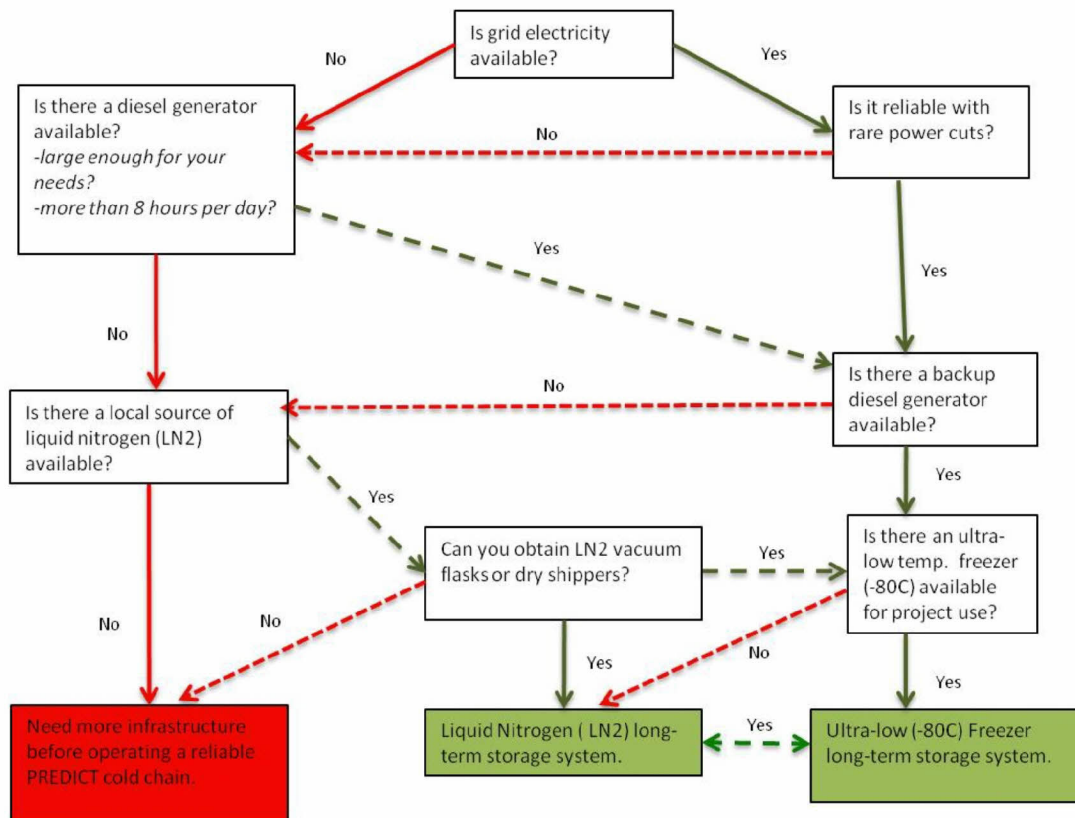 Is grid electricity
available?
No
Yes
Is there a diesel generator
available?
-large enough for your
needs?
-more than 8 hours per day?
Is it reliable with
rare power cuts?
No
Yes
Yes
No
Is there a local source of
liquid nitrogen (LN2)
available?
No
Is there a backup
diesel generator
available?
Yes
Yes
Can you obtain LN2 vacuum
flasks or dry shippers?
Yes
Is there an ultra-
low temp. freezer
(-80C) available
for project use?
No
No
Yes
No
Yes
Need more infrastructure
before operating a reliable
PREDICT cold chain.
Liquid Nitrogen ( LN2) long-
term storage system.
Yes
Ultra-low (-80C) Freezer
long-term storage system.